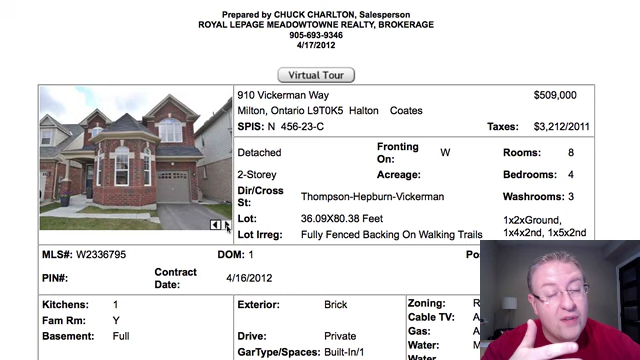 Prepared by CHUCK CHARLTON, Salesperson
ROYAL LEPAGE MEADOWTOWNE REALTY, BROKERAGE
905-693-9346
4/17/2012
Virtual Tour
910 Vickerman Way $509,000
Milton, Ontario L9T0K5 Halton Coates
SPIS: N 456-23-C Taxes: $3,212/2011
Detached Fronting On: W Rooms: 8
2-Storey Acreage: Bedrooms: 4
Dir/Cross St: Thompson-Hepburn-Vickerman Washrooms: 3
Lot: 36.09X80.38 Feet 1x2xGround,
Lot Irreg: Fully Fenced Backing On Walking Trails 1x4x2nd, 1x5x2nd
MLS#: W2336795 DOM: 1
PIN#: Contract Date: 4/16/2012
Kitchens: 1 Exterior: Brick Zoning:
Fam Rm: Y Cable TV:
Basement: Full Drive: Private Gas:
GarType/Spaces: Built-In/1 Water:
Water